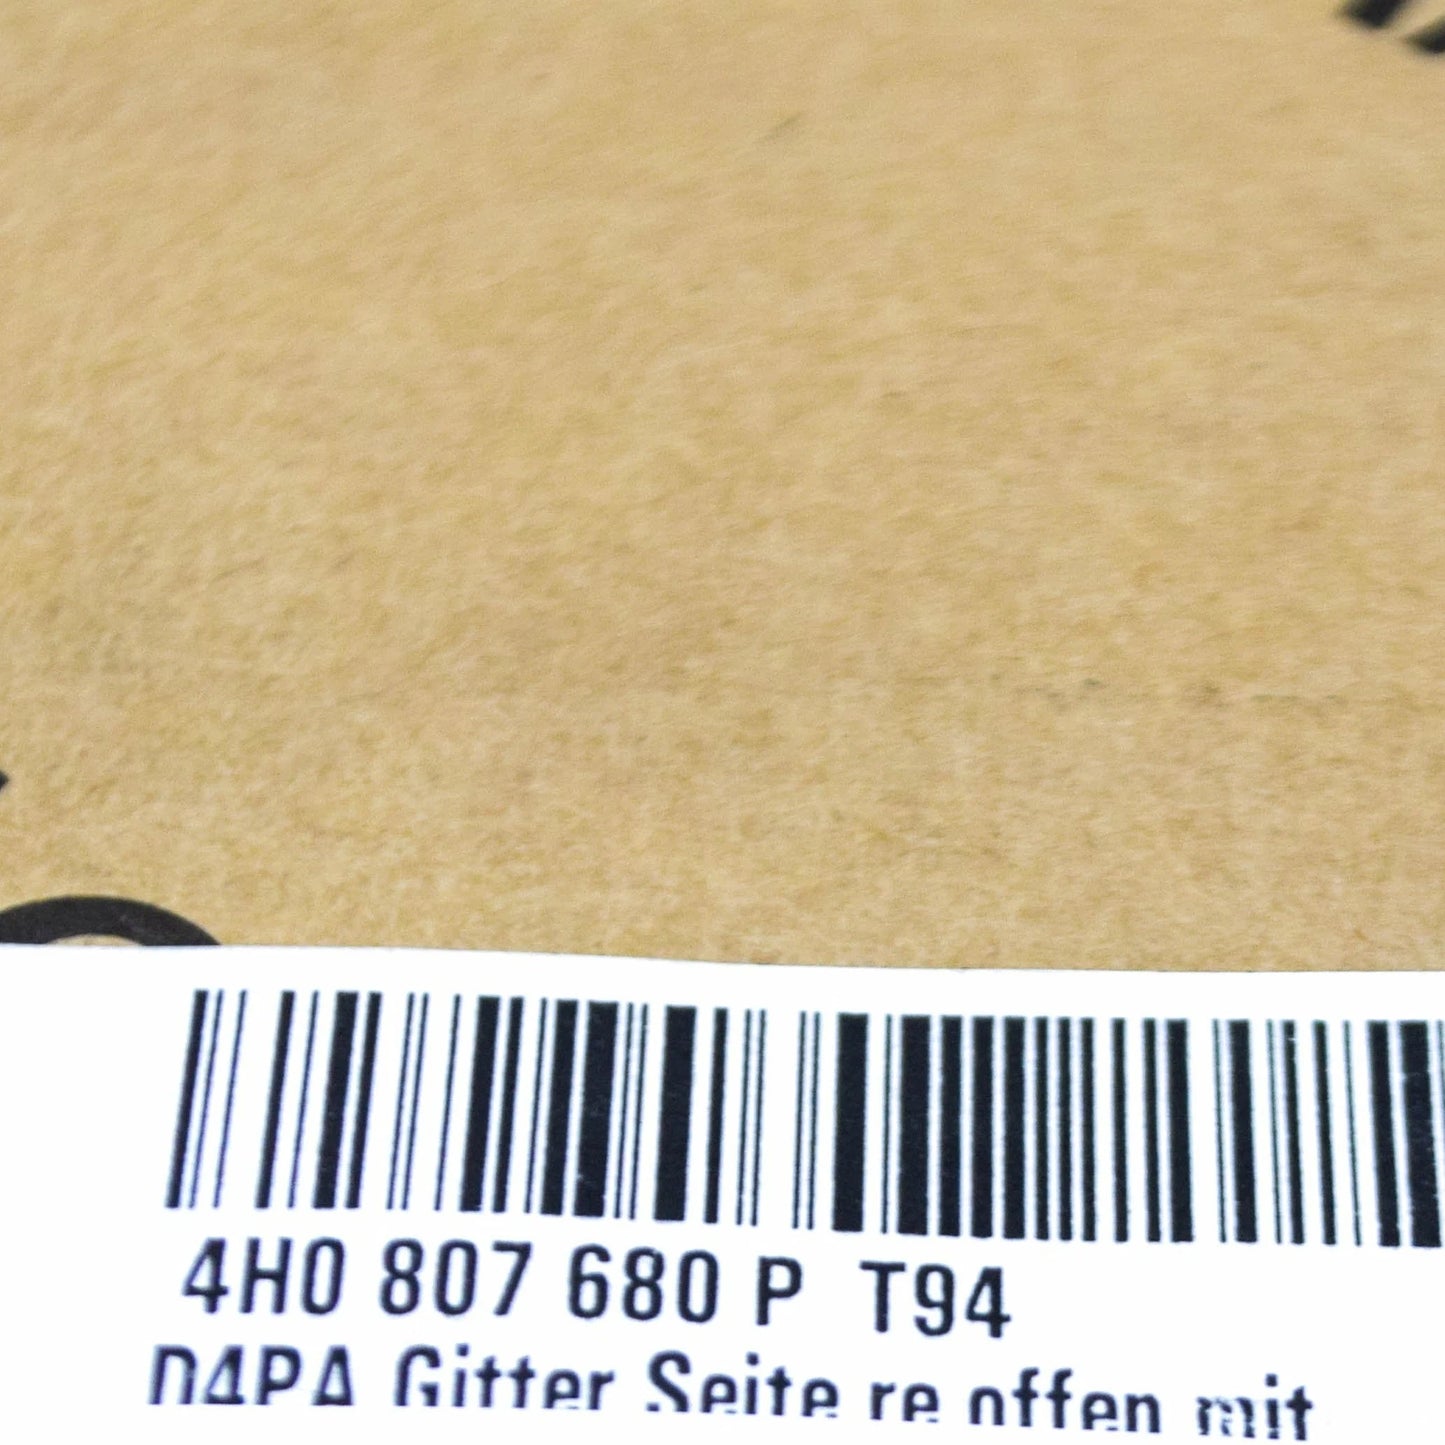 4H0 807 680 P T94
D4PA Gitter Seite re offen mit